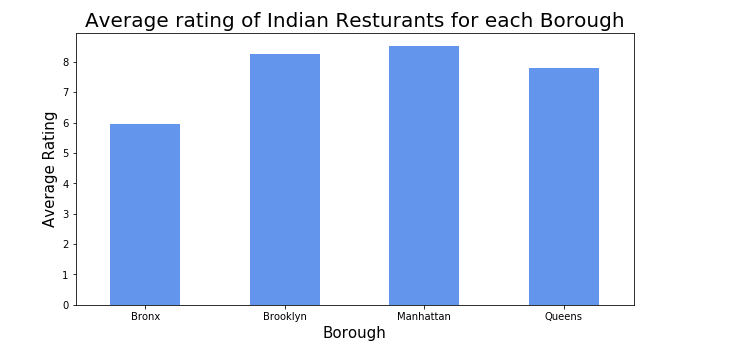 Average rating of Indian Resturants for each Borough
8
7
6
5
4
3
2
1
0
Average Rating
Bronx Brooklyn Manhattan Queens
Borough